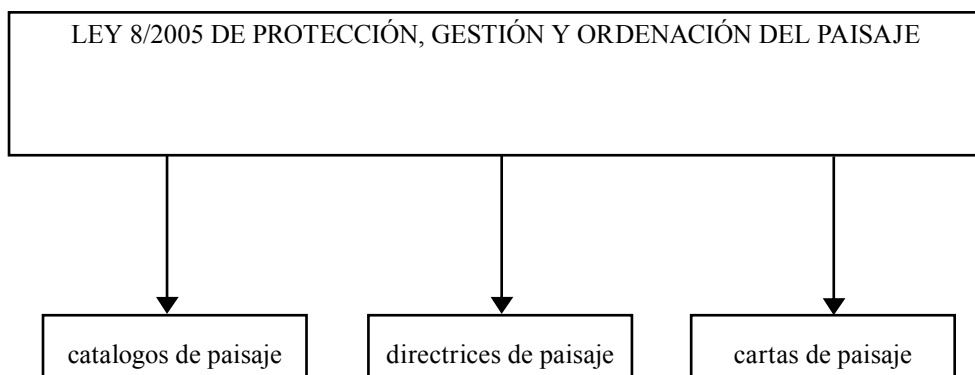 LEY 8/2005 DE PROTECCIÓN, GESTIÓN Y ORDENACIÓN DEL PAISAJE
catalogos de paisaje
directrices de paisaje
cartas de paisaje